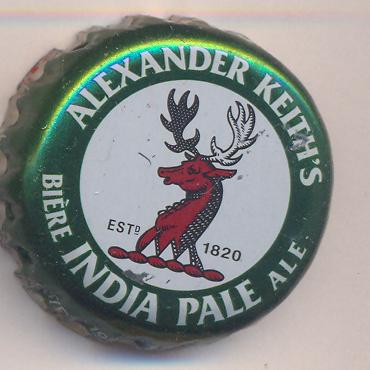 ALEXANDER KEITH'S
ESTD 1820
BIÈRE INDIA PALE ALE